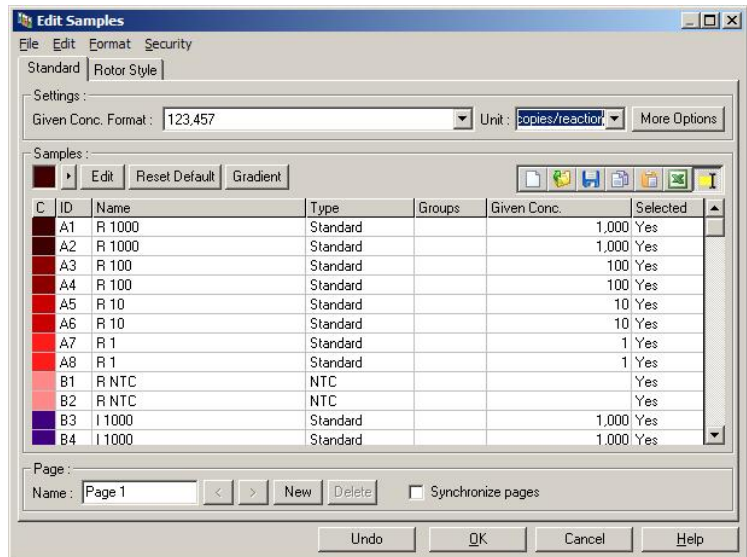 Edit Samples
File Edit Format Security
Standard Rotor Style
Settings :
Given Conc. Format : 123,457 Unit : copies/reaction More Options
Samples :
Edit Reset Default Gradient
C ID Name Type Groups Given Conc. Selected
A1 R 1000 Standard 1,000 Yes
A2 R 1000 Standard 1,000 Yes
A3 R 100 Standard 100 Yes
A4 R 100 Standard 100 Yes
A5 R 10 Standard 10 Yes
A6 R 10 Standard 10 Yes
A7 R 1 Standard 1 Yes
A8 R 1 Standard 1 Yes
B1 R NTC NTC Yes
B2 R NTC NTC Yes
B3 I 1000 Standard 1,000 Yes
B4 I 1000 Standard 1,000 Yes
Page :
Name : Page 1 < > New Delete Synchronize pages
Undo OK Cancel Help